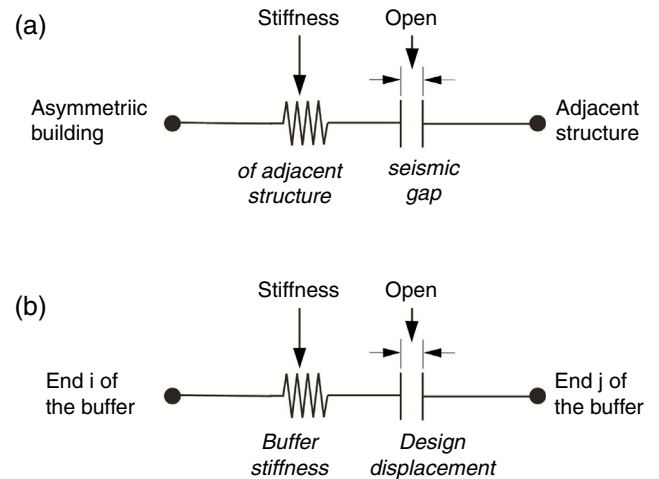 (a)
Stiffness
Open
Asymmetriic
building
Adjacent
structure
of adjacent
structure
seismic
gap
(b)
Stiffness
Open
End i of
the buffer
End j of
the buffer
Buffer
stiffness
Design
displacement